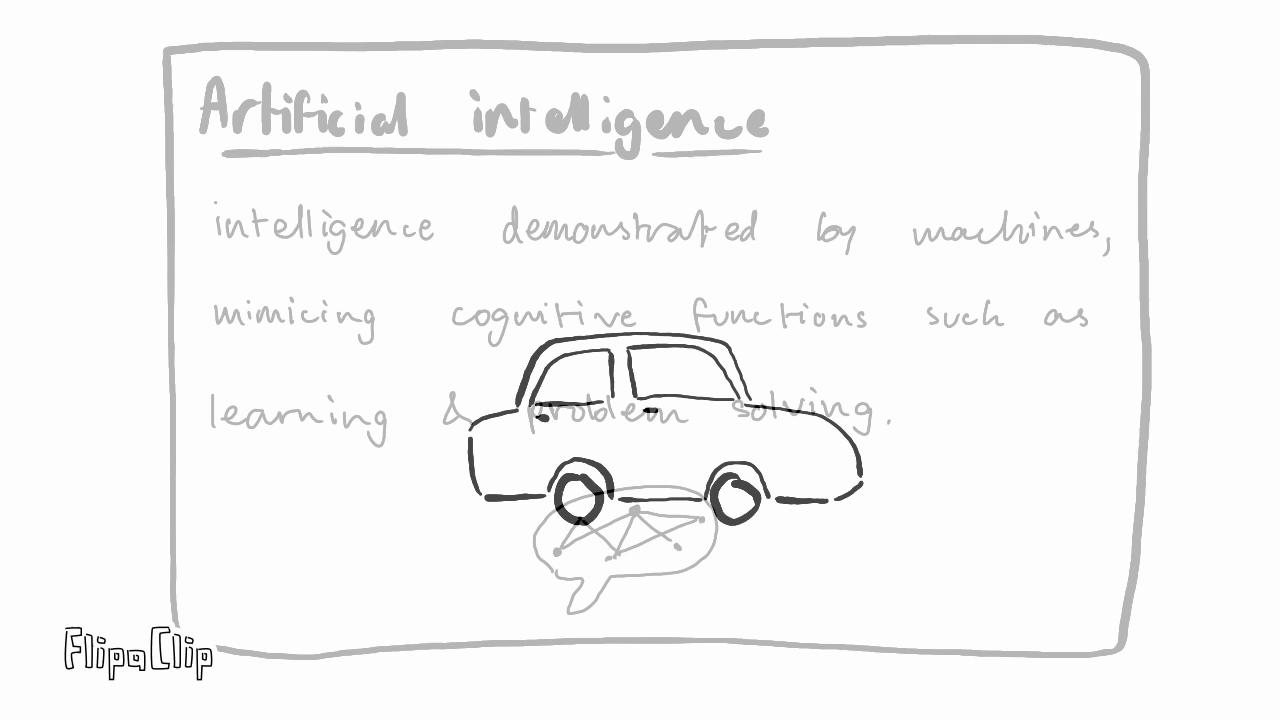 Artificial intelligence
intelligence demonstrated by machines,
mimicing cognitive functions such as
learning & problem solving.
FlipaClip